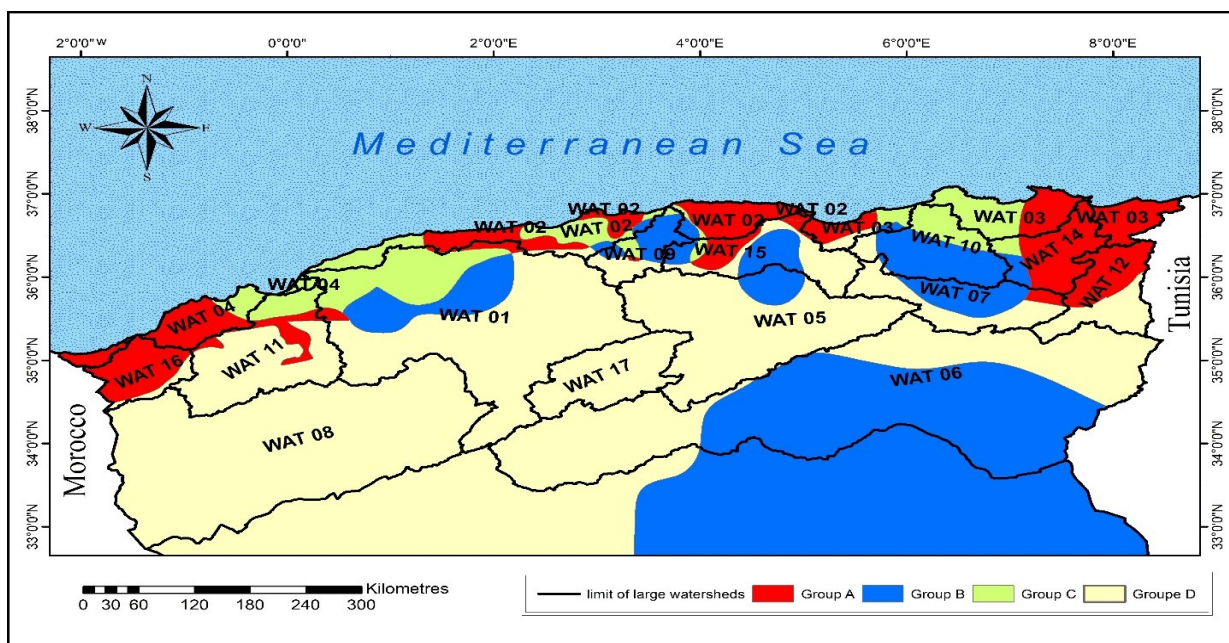 2°0'0"W 0°0'0" 2°0'0"E 4°0'0"E 6°0'0"E 8°0'0"E
38°0'0"N 38°0'0"N
37°0'0"N 37°0'0"N
36°0'0"N 36°0'0"N
35°0'0"N 35°0'0"N
34°0'0"N 34°0'0"N
33°0'0"N 33°0'0"N
N
W E
S
Mediterranean Sea
WAT 02
WAT 02
WAT 02
WAT 02
WAT 02
WAT 03
WAT 03
WAT 03
WAT 09
WAT 15
WAT 10
WAT 14
WAT 12
WAT 07
WAT 04
WAT 04
WAT 01
WAT 05
WAT 16
WAT 11
WAT 17
WAT 06
WAT 08
Morocco
Tunisia
Kilometres
0 30 60 120 180 240 300
limit of large watersheds Group A Group B Group C Groupe D